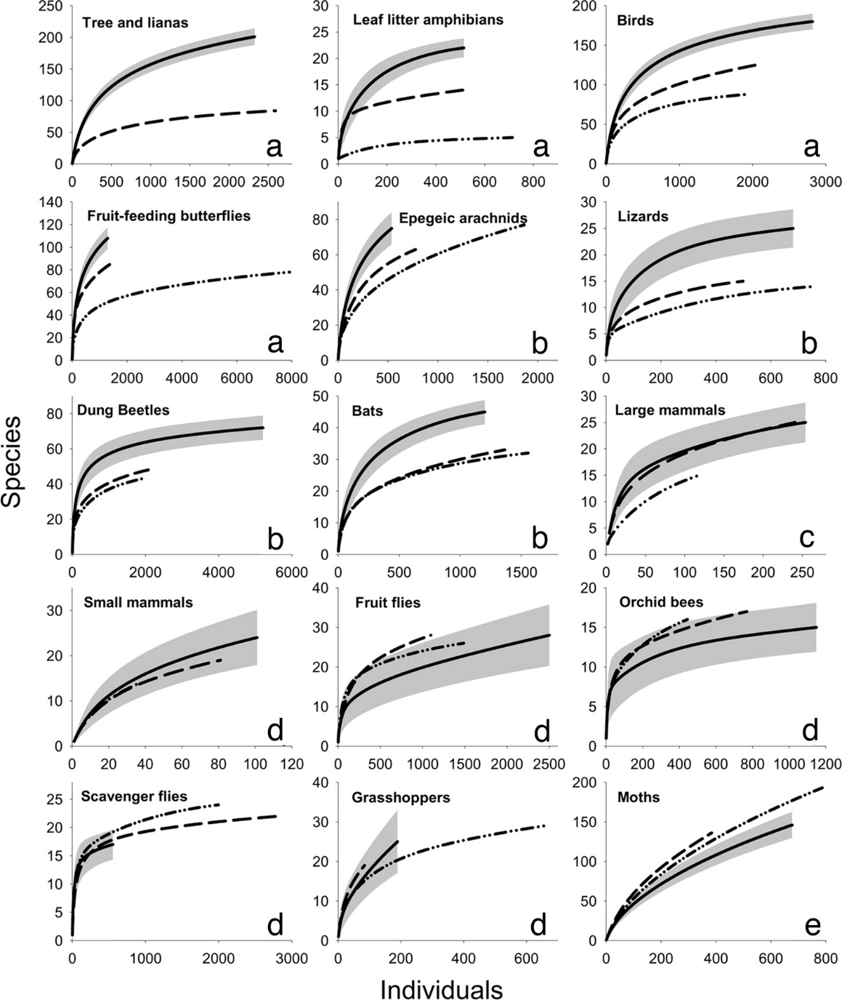 Species
Tree and lianas
250
200
150
100
50
0
a
0 500 1000 1500 2000 2500
Leaf litter amphibians
30
25
20
15
10
5
0
a
0 200 400 600 800
Birds
200
150
100
50
0
a
0 1000 2000 3000
Fruit-feeding butterflies
140
120
100
80
60
40
20
0
a
0 2000 4000 6000 8000
Epegeic arachnids
80
60
40
20
0
b
0 500 1000 1500 2000
Lizards
30
25
20
15
10
5
0
b
0 200 400 600 800
Dung Beetles
80
60
40
20
0
b
0 2000 4000 6000
Bats
50
40
30
20
10
0
b
0 500 1000 1500
Large mammals
30
25
20
15
10
5
0
c
0 50 100 150 200 250
Small mammals
30
20
10
0
d
0 20 40 60 80 100 120
Fruit flies
40
30
20
10
0
d
0 500 1000 1500 2000 2500
Orchid bees
20
15
10
5
0
d
0 200 400 600 800 1000 1200
Scavenger flies
25
20
15
10
5
0
d
0 1000 2000 3000
Grasshoppers
40
30
20
10
0
d
0 200 400 600
Moths
200
150
100
50
0
e
0 200 400 600 800
Individuals